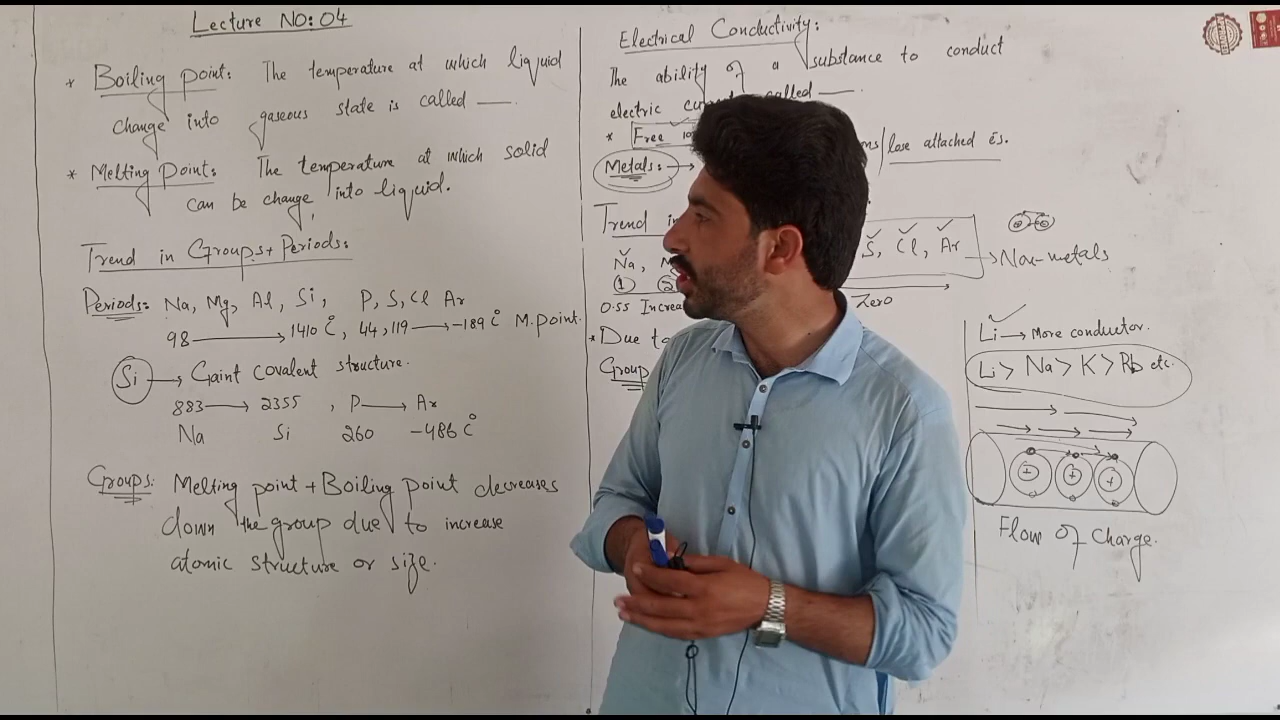 Lecture NO: 04
* Boiling point: The temperature at which liquid
change into gaseous state is called —.
* Melting point: The temperature at which solid
can be change into liquid.
Trend in Groups + Periods:
Periods: Na, Mg, Al, Si, P, S, Cl Ar
98 → 1410 C°, 44, 119 → -189 C° M.point.
Si → Gaint covalent structure.
883 → 2355 , P → Ar
Na Si 260 -486 C°
Groups: Melting point + Boiling point decreases
down the group due to increase
atomic structure or size.
Electrical Conductivity:
The ability of a substance to conduct
electric called —.
* Free /lose attached es.
Metals: →
Trend
Na, S, Cl, Ar → Non-metals
1 2
0.55 Zero
* Due to
Group
Li → More conductor.
Li > Na > K > Rb etc.
+ + +
Flow of charge.